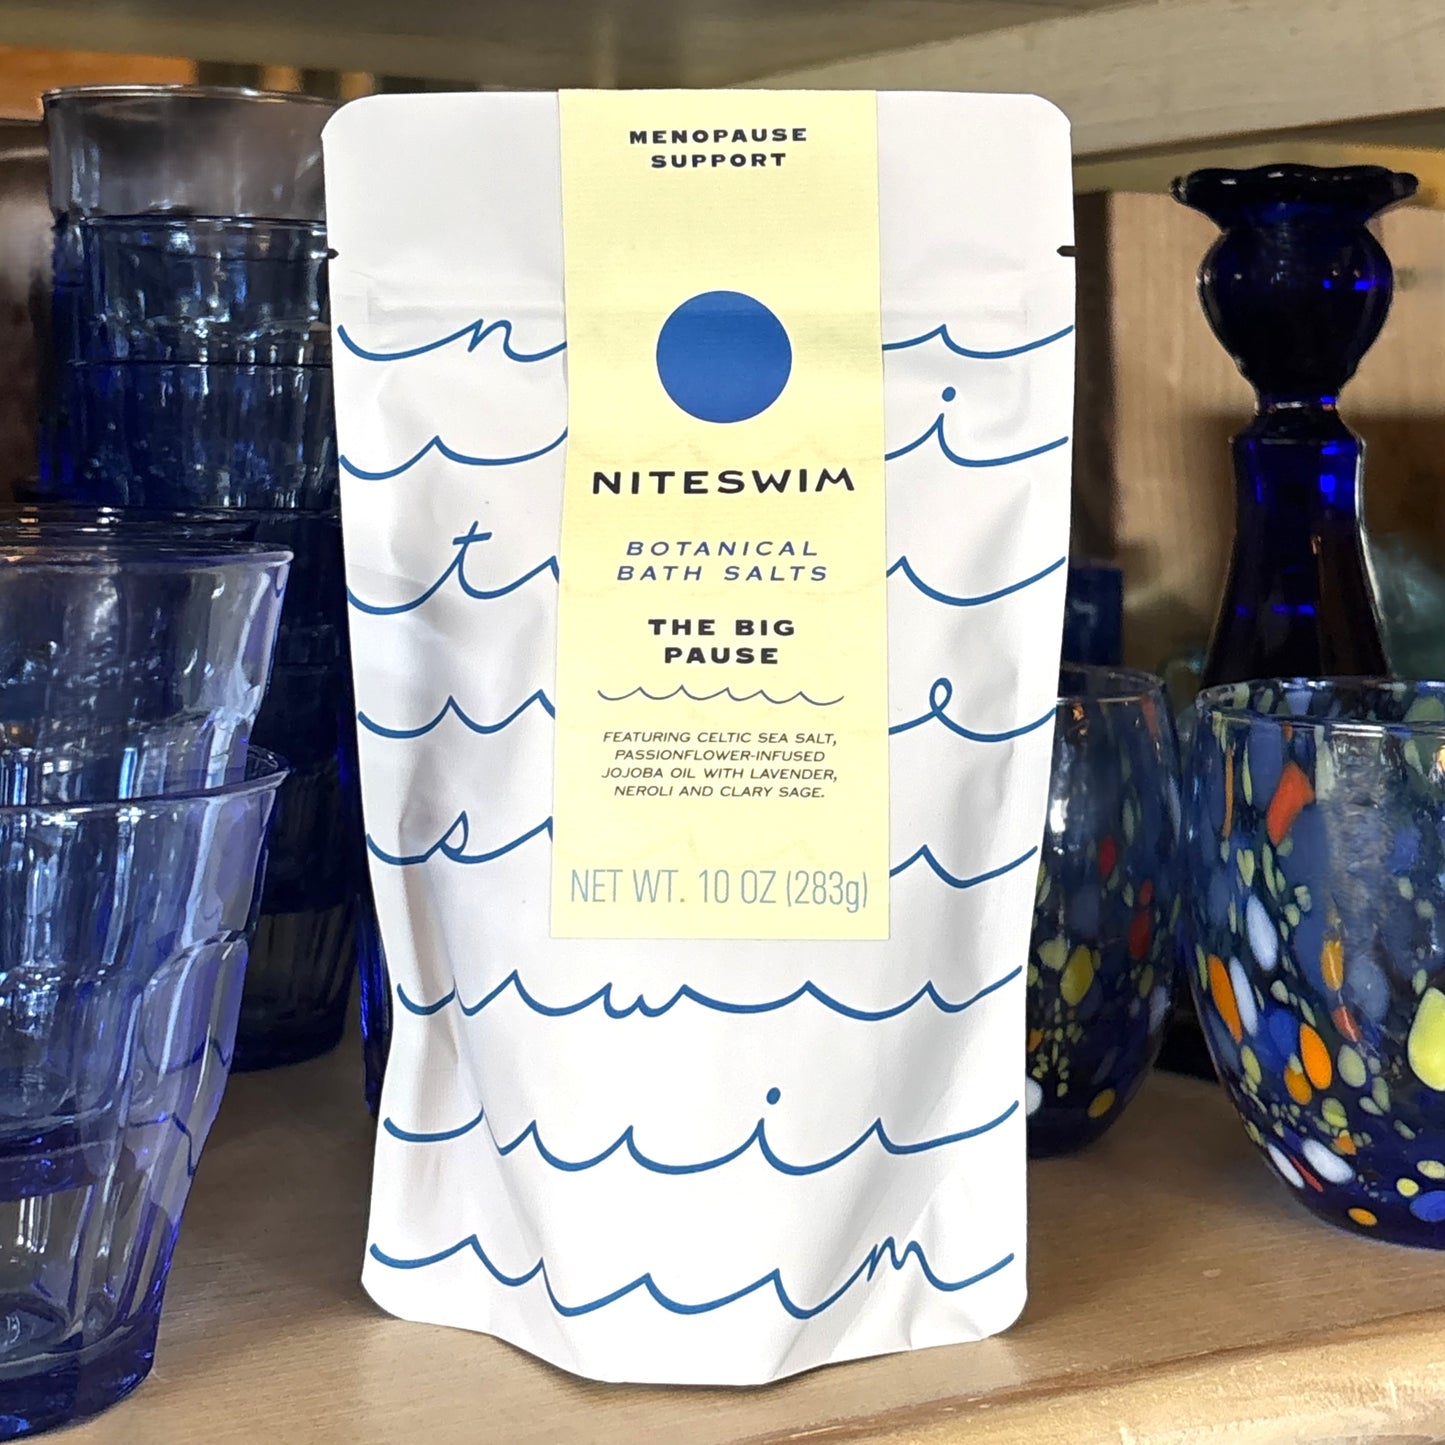 MENOPAUSE
SUPPORT
n
i
NITESWIM
t
BOTANICAL
BATH SALTS
THE BIG
PAUSE
e
FEATURING CELTIC SEA SALT,
PASSIONFLOWER-INFUSED
JOJOBA OIL WITH LAVENDER,
NEROLI AND CLARY SAGE.
s
NET WT. 10 OZ (283g)
w
i
m